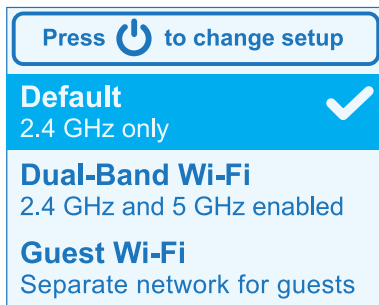 Press to change setup
Default
2.4 GHz only
Dual-Band Wi-Fi
2.4 GHz and 5 GHz enabled
Guest Wi-Fi
Separate network for guests